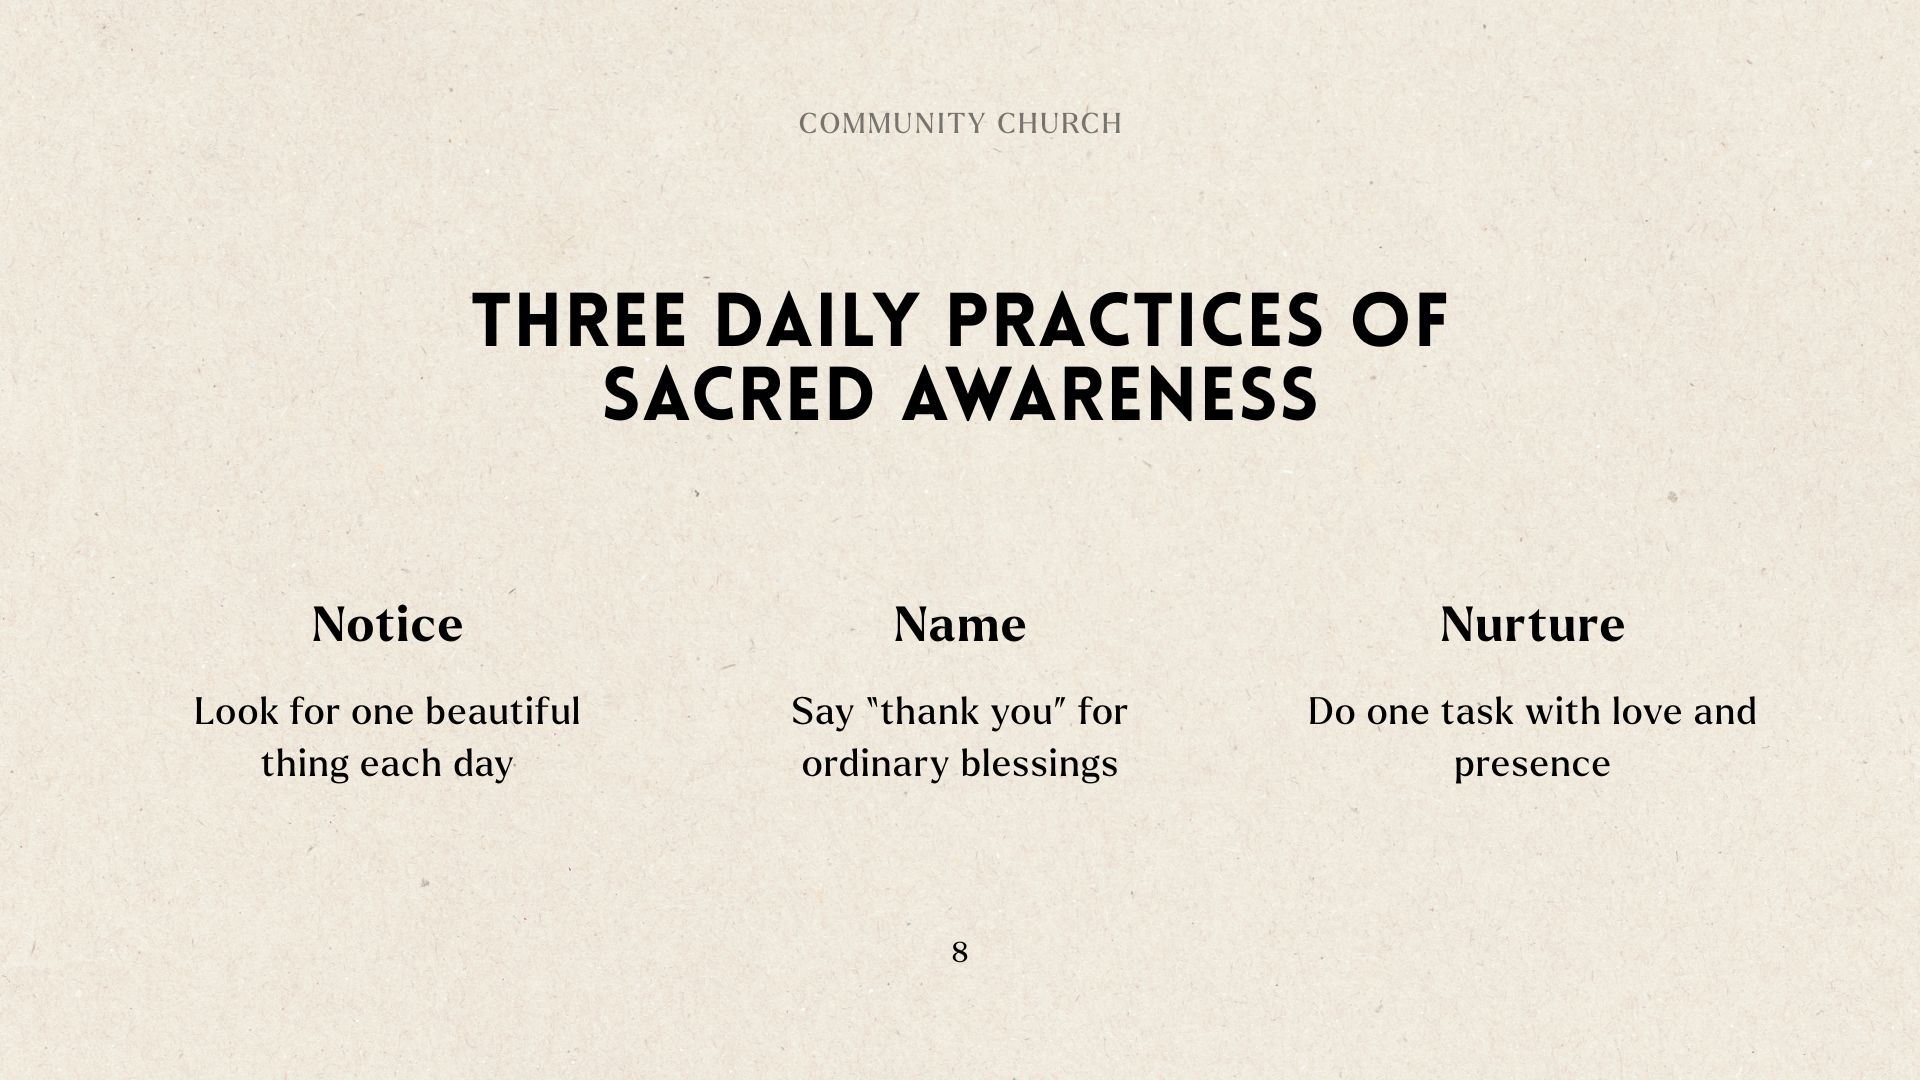 COMMUNITY CHURCH
THREE DAILY PRACTICES OF
SACRED AWARENESS
Notice
Look for one beautiful
thing each day
Name
Say “thank you” for
ordinary blessings
Nurture
Do one task with love and
presence
8